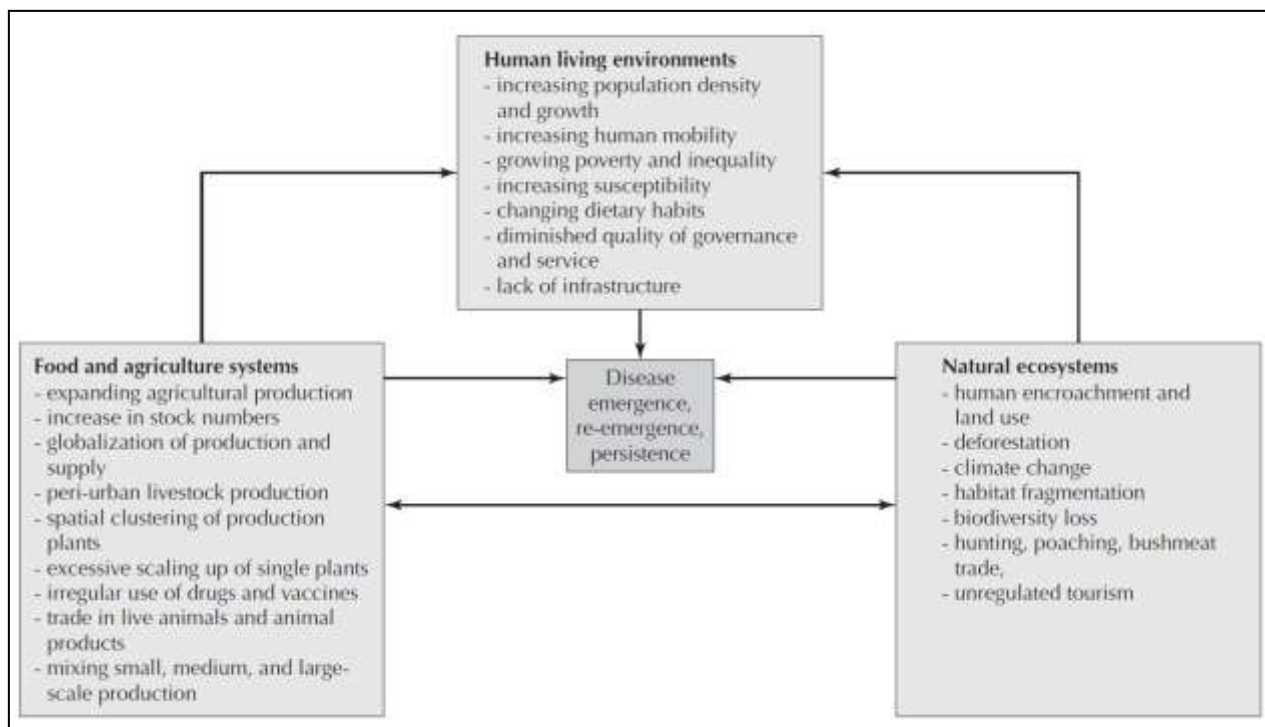 Human living environments
- increasing population density
and growth
- increasing human mobility
- growing poverty and inequality
- increasing susceptibility
- changing dietary habits
- diminished quality of governance
and service
- lack of infrastructure
Food and agriculture systems
- expanding agricultural production
- increase in stock numbers
- globalization of production and
supply
- peri-urban livestock production
- spatial clustering of production
plants
- excessive scaling up of single plants
- irregular use of drugs and vaccines
- trade in live animals and animal
products
- mixing small, medium, and large-
scale production
Disease
emergence,
re-emergence,
persistence
Natural ecosystems
- human encroachment and
land use
- deforestation
- climate change
- habitat fragmentation
- biodiversity loss
- hunting, poaching, bushmeat
trade,
- unregulated tourism